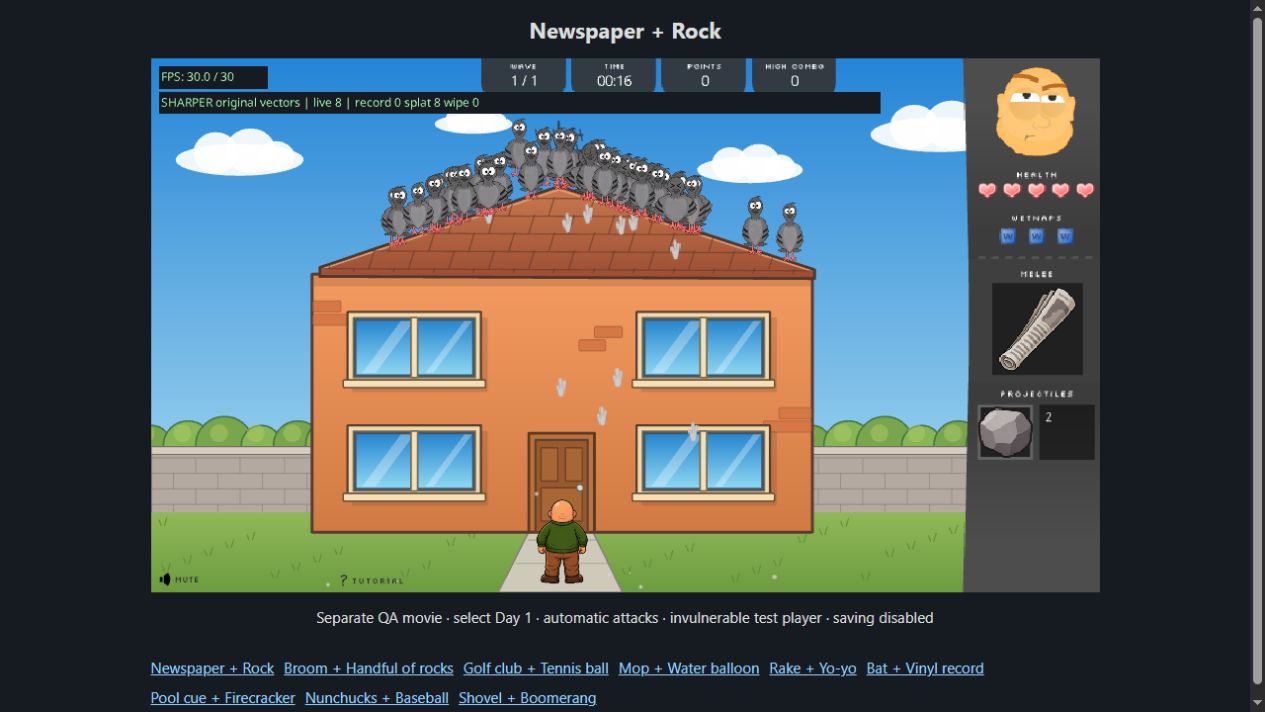 Newspaper + Rock
FPS: 30.0 / 30
WAVE
1 / 1
TIME
00:16
POINTS
0
HIGH COMBO
0
SHARPER original vectors | live 8 | record 0 splat 8 wipe 0
HEALTH
WETNAPS
W W W
MELEE
PROJECTILES
2
MUTE
? TUTORIAL
Separate QA movie · select Day 1 · automatic attacks · invulnerable test player · saving disabled
Newspaper + Rock Broom + Handful of rocks Golf club + Tennis ball Mop + Water balloon Rake + Yo-yo Bat + Vinyl record
Pool cue + Firecracker Nunchucks + Baseball Shovel + Boomerang